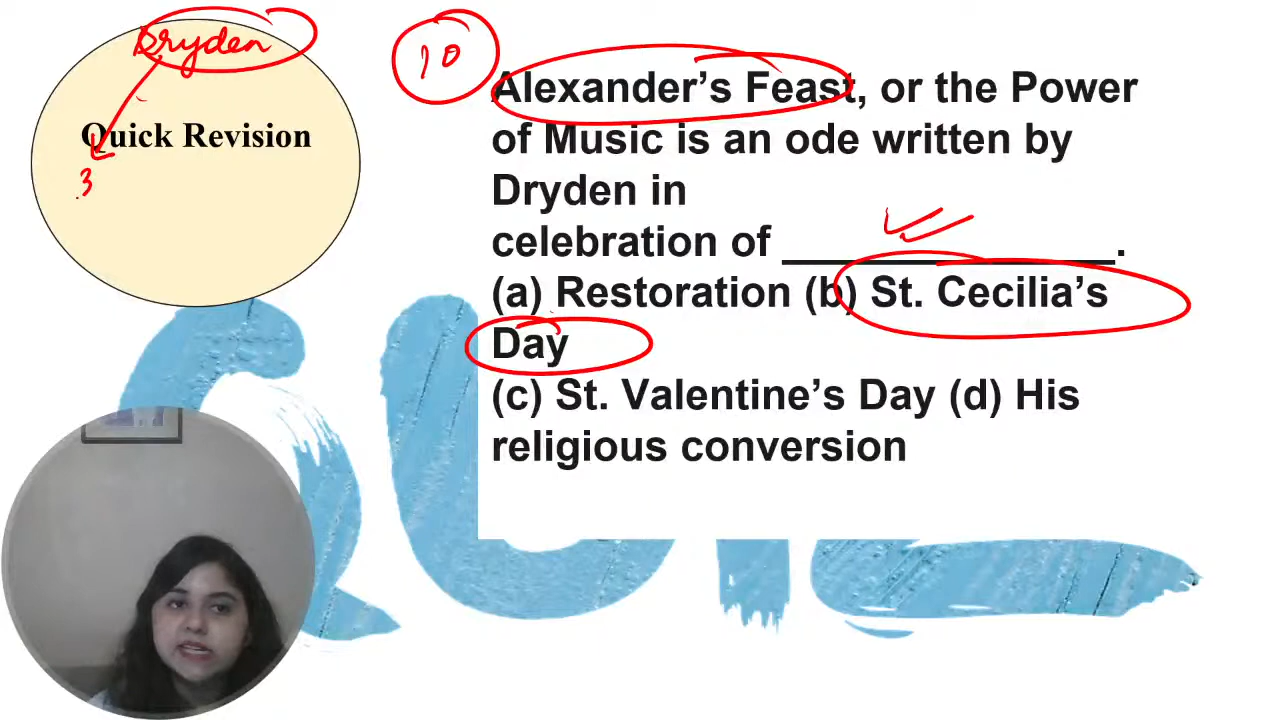 Dryden
Quick Revision
3
10
Alexander's Feast, or the Power
of Music is an ode written by
Dryden in
celebration of _______________.
(a) Restoration (b) St. Cecilia's
Day
(c) St. Valentine's Day (d) His
religious conversion